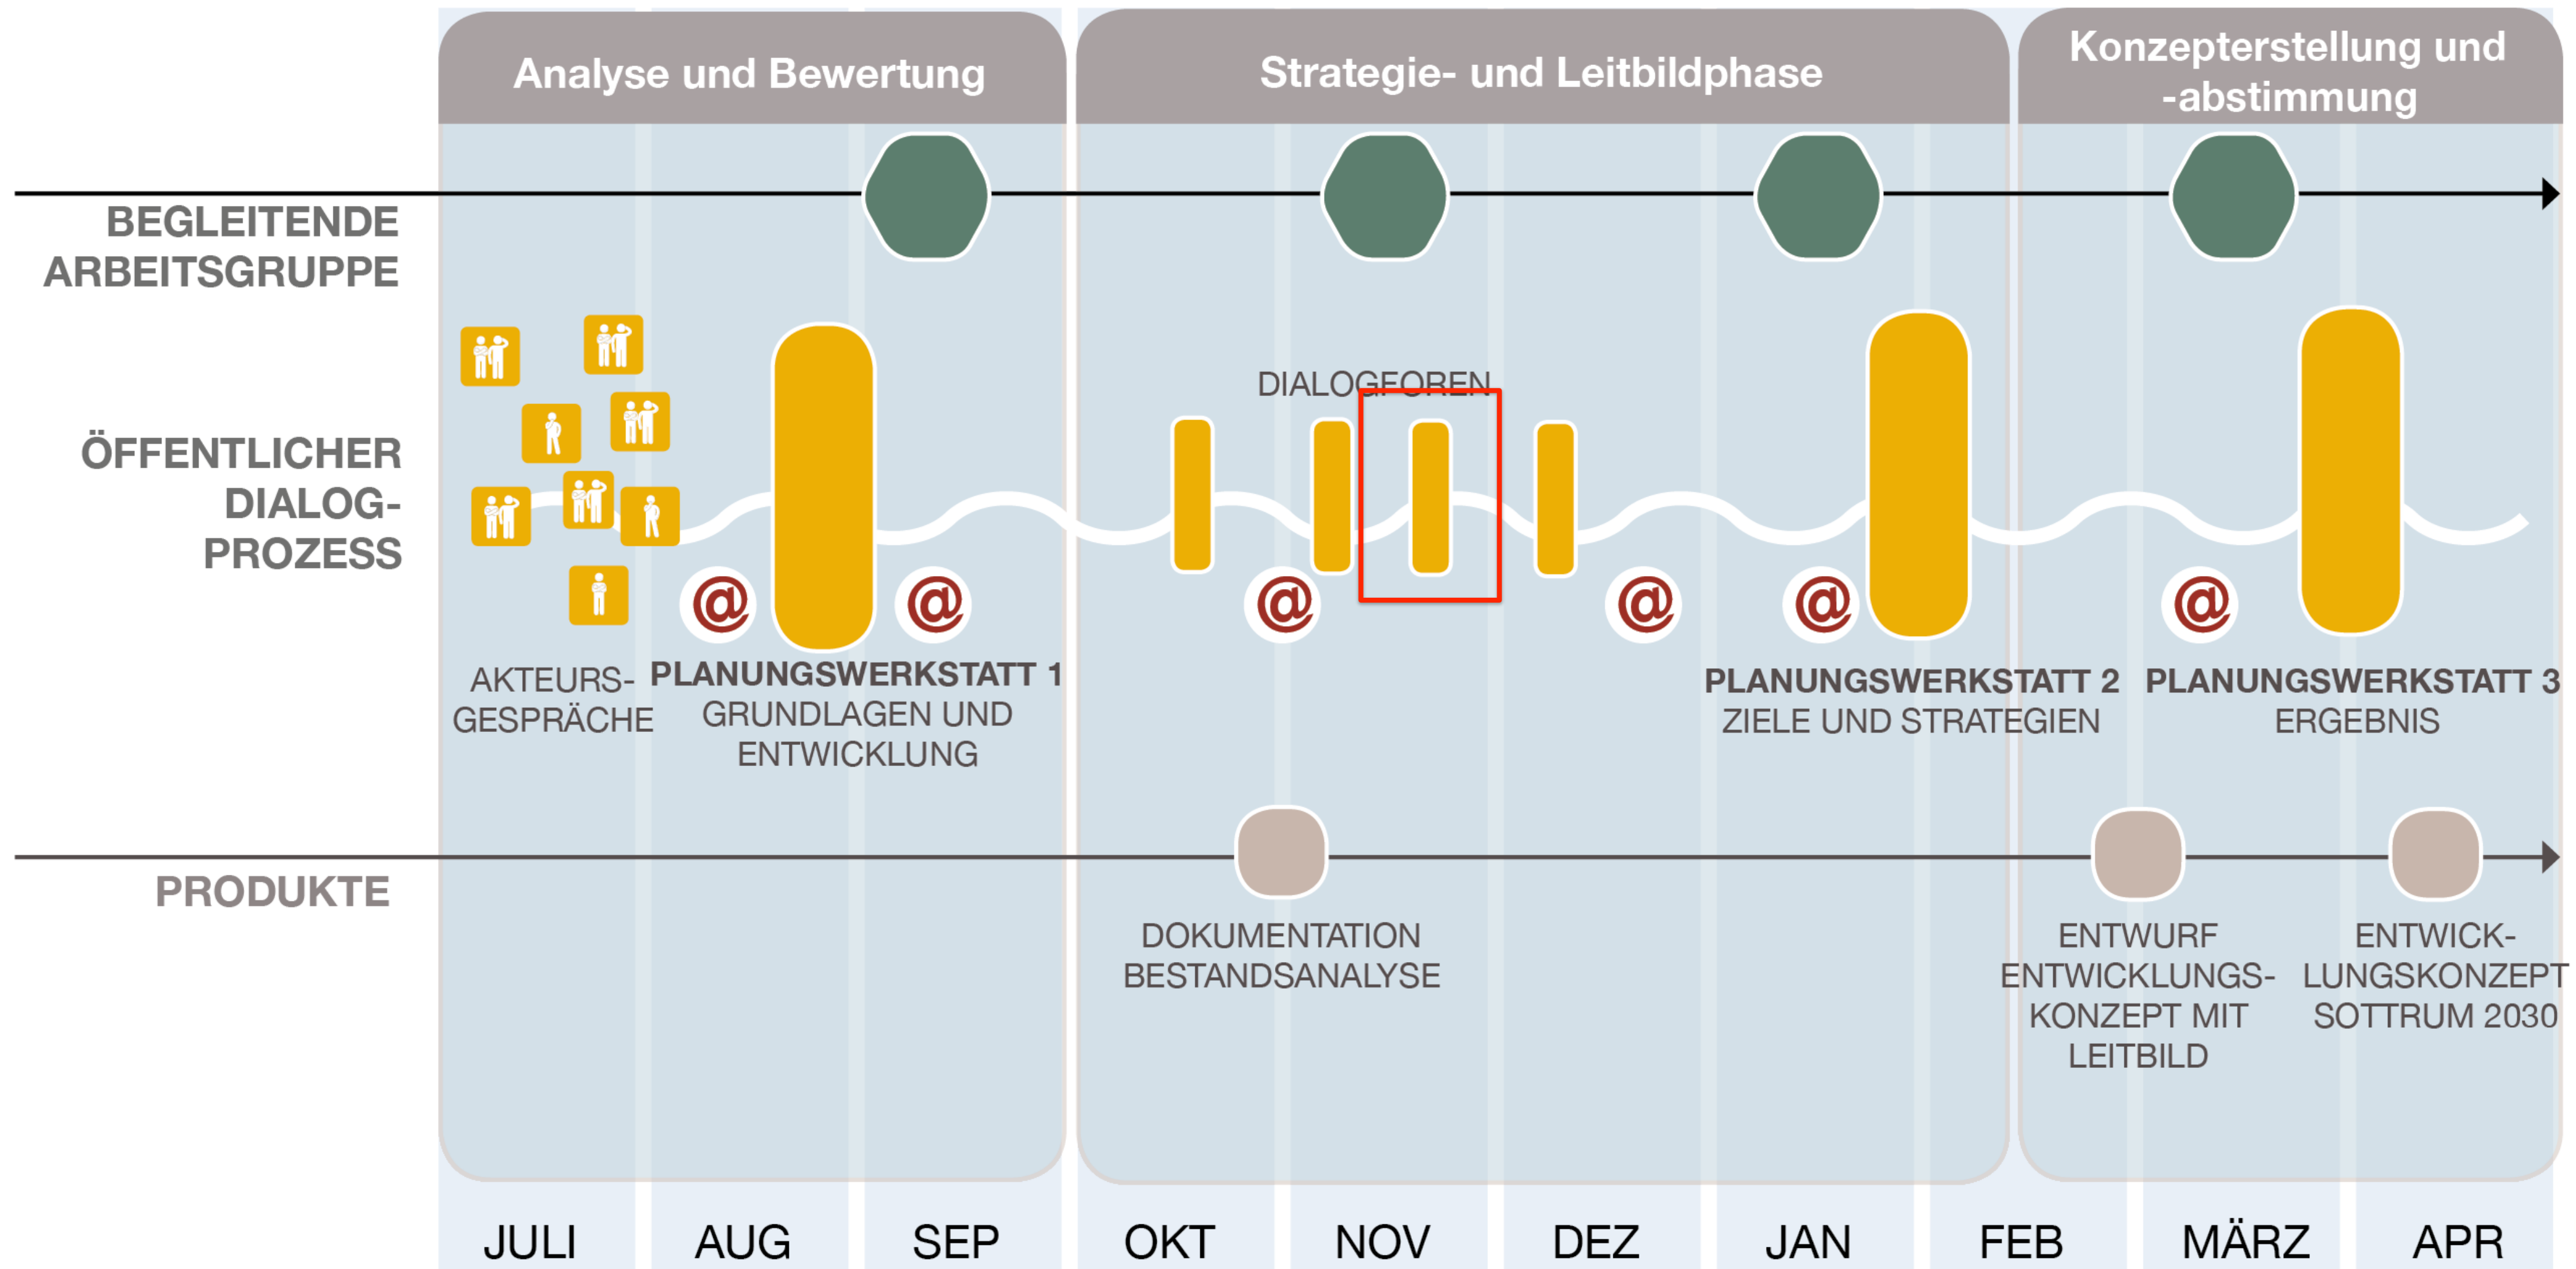 Analyse und Bewertung
Strategie- und Leitbildphase
Konzepterstellung und
-abstimmung
BEGLEITENDE
ARBEITSGRUPPE
ÖFFENTLICHER
DIALOG-
PROZESS
DIALOGFOREN
@
@
@
@
@
@
AKTEURS-
GESPRÄCHE
PLANUNGSWERKSTATT 1
GRUNDLAGEN UND
ENTWICKLUNG
PLANUNGSWERKSTATT 2
ZIELE UND STRATEGIEN
PLANUNGSWERKSTATT 3
ERGEBNIS
PRODUKTE
DOKUMENTATION
BESTANDSANALYSE
ENTWURF
ENTWICKLUNGS-
KONZEPT MIT
LEITBILD
ENTWICK-
LUNGSKONZEPT
SOTTRUM 2030
JULI
AUG
SEP
OKT
NOV
DEZ
JAN
FEB
MÄRZ
APR